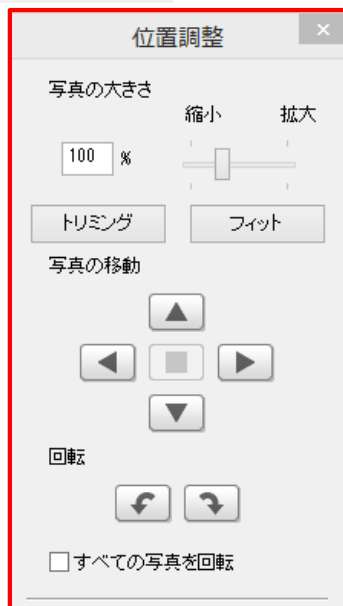 位置調整
×
写真の大きさ
縮小 拡大
100 %
トリミング フィット
写真の移動
回転
すべての写真を回転